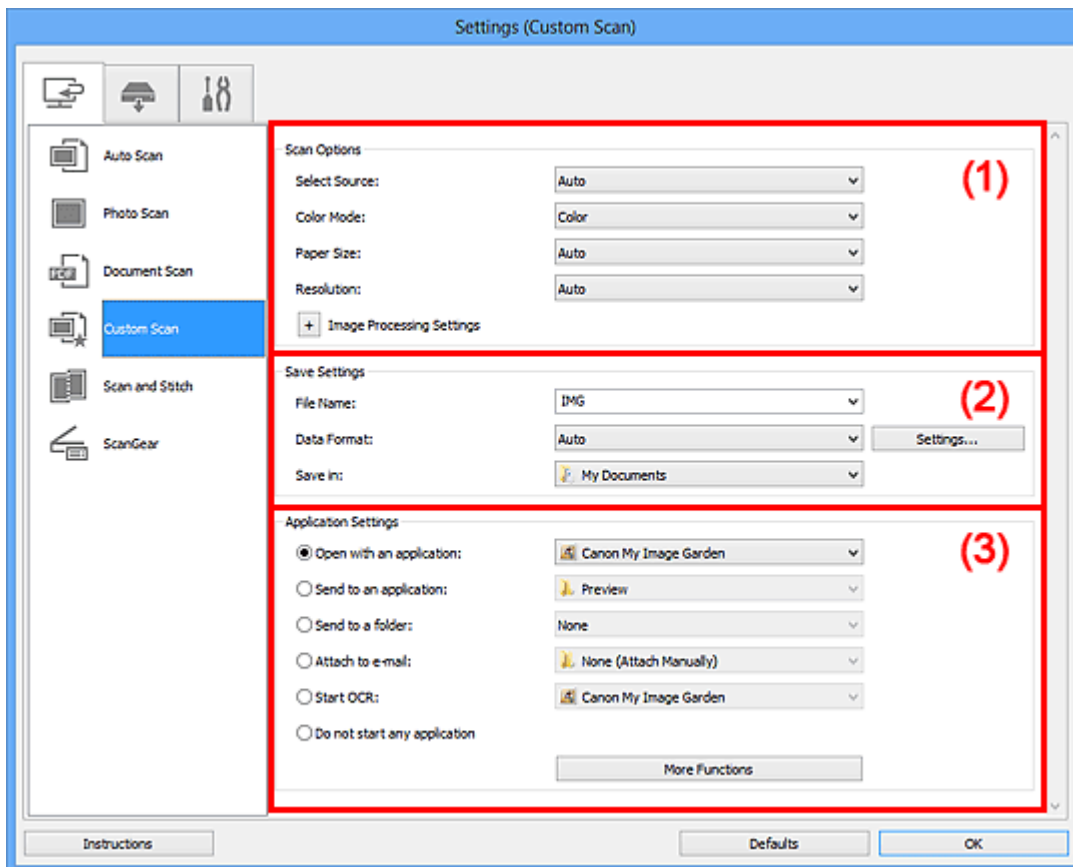 Settings (Custom Scan)
Auto Scan
Photo Scan
Document Scan
Custom Scan
Scan and Stitch
ScanGear
Scan Options
(1)
Select Source: Auto
Color Mode: Color
Paper Size: Auto
Resolution: Auto
+ Image Processing Settings
Save Settings
(2)
File Name: IMG
Data Format: Auto Settings...
Save in: My Documents
Application Settings
(3)
Open with an application: Canon My Image Garden
Send to an application: Preview
Send to a folder: None
Attach to e-mail: None (Attach Manually)
Start OCR: Canon My Image Garden
Do not start any application
More Functions
Instructions Defaults OK